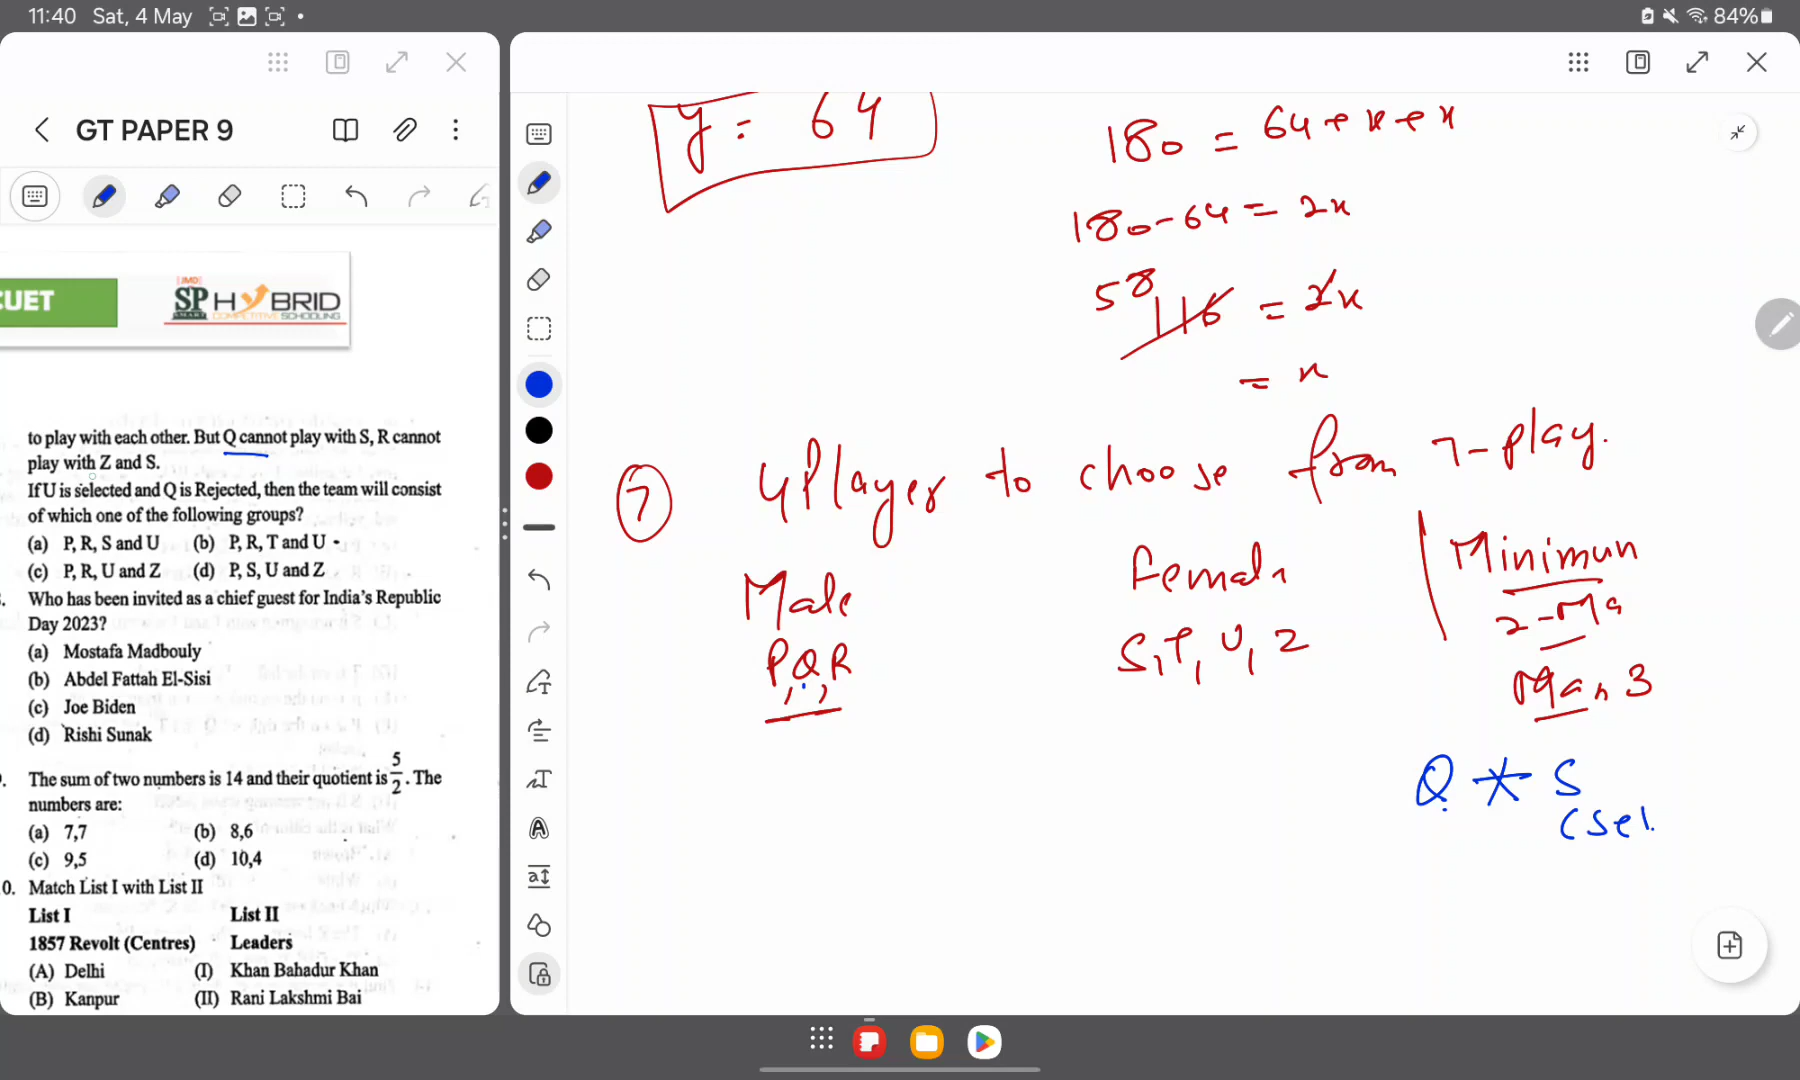 11:40 Sat, 4 May
84%
GT PAPER 9
CUET
JMD
SP HYBRID
SMART COMPETITIVE SCHOOLING
to play with each other. But Q cannot play with S, R cannot
play with Z and S.
If U is selected and Q is Rejected, then the team will consist
of which one of the following groups?
(a) P, R, S and U (b) P, R, T and U
(c) P, R, U and Z (d) P, S, U and Z
Who has been invited as a chief guest for India's Republic
Day 2023?
(a) Mostafa Madbouly
(b) Abdel Fattah El-Sisi
(c) Joe Biden
(d) Rishi Sunak
The sum of two numbers is 14 and their quotient is 5/2. The
numbers are:
(a) 7,7 (b) 8,6
(c) 9,5 (d) 10,4
0. Match List I with List II
List I List II
1857 Revolt (Centres) Leaders
(A) Delhi (I) Khan Bahadur Khan
(B) Kanpur (II) Rani Lakshmi Bai
y = 64
180 = 64 + x + x
180 - 64 = 2x
58 116 = 2x
= x
7 4 Player to choose from 7-play.
Male Female Minimum
P, Q, R S, T, U, Z 2-Ma
Man 3
Q * S
(sel.